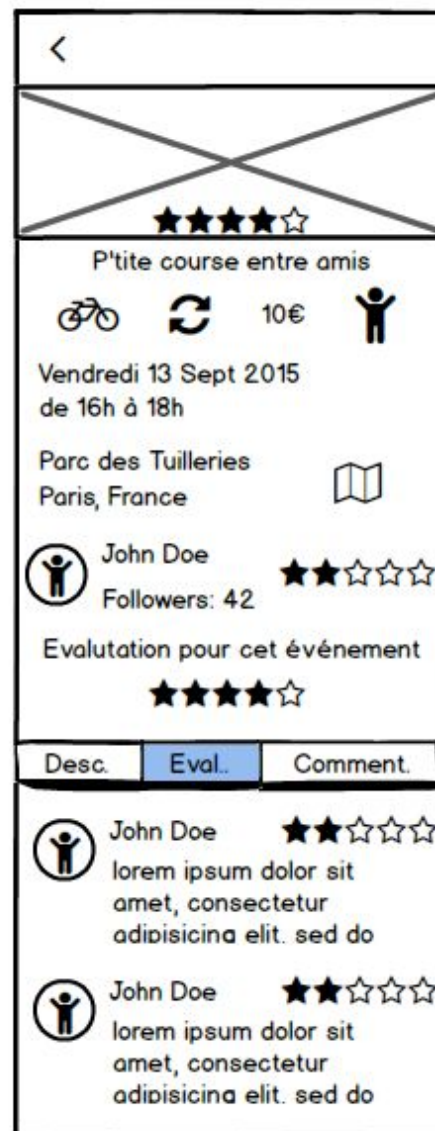 P'tite course entre amis
10€
Vendredi 13 Sept 2015
de 16h à 18h
Parc des Tuilleries
Paris, France
John Doe
Followers: 42
Evalutation pour cet événement
Desc. Eval.. Comment.
John Doe
lorem ipsum dolor sit
amet, consectetur
adipisicing elit, sed do
John Doe
lorem ipsum dolor sit
amet, consectetur
adipisicing elit, sed do